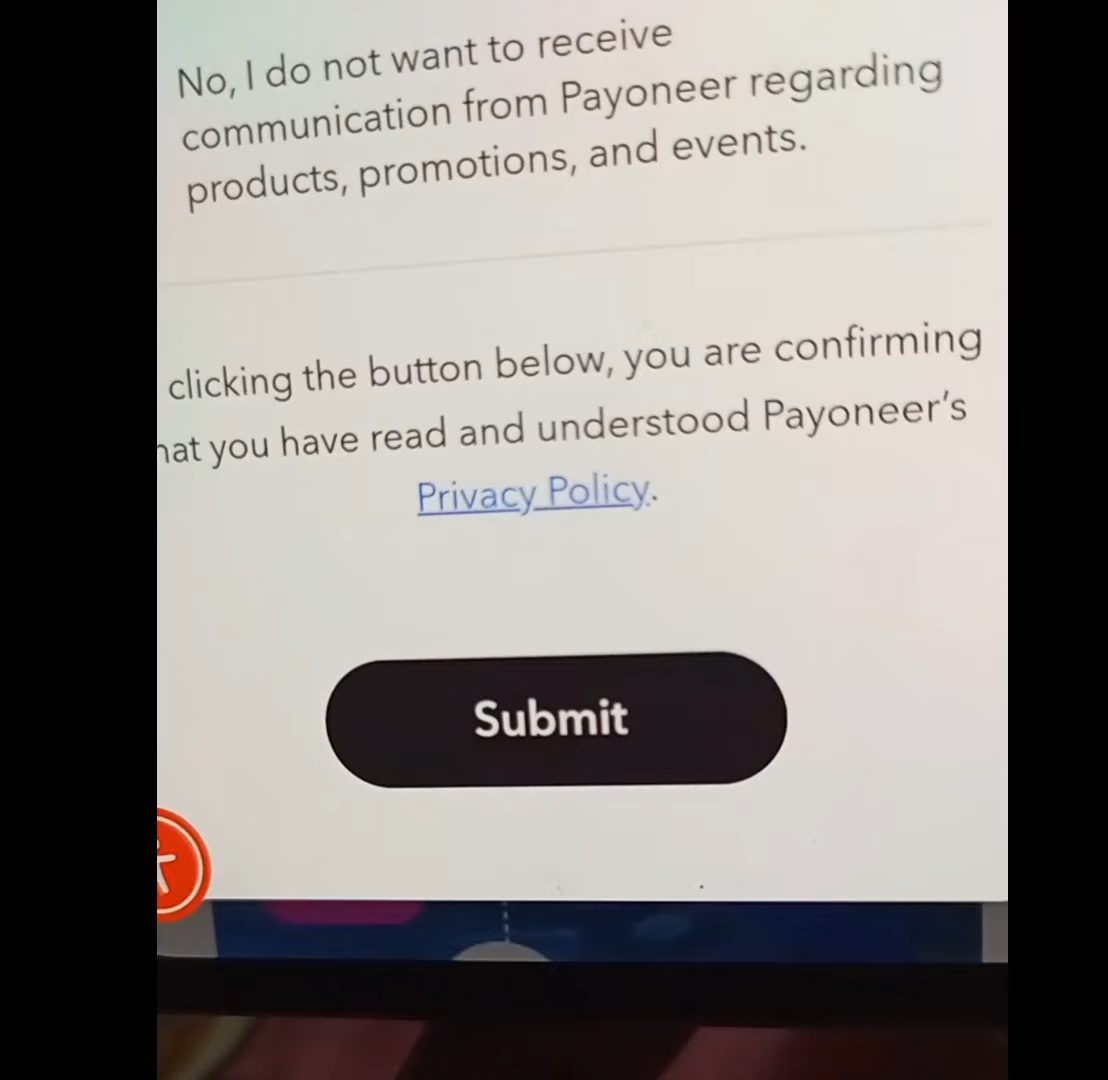 No, I do not want to receive
communication from Payoneer regarding
products, promotions, and events.
clicking the button below, you are confirming
hat you have read and understood Payoneer's
Privacy Policy.
Submit